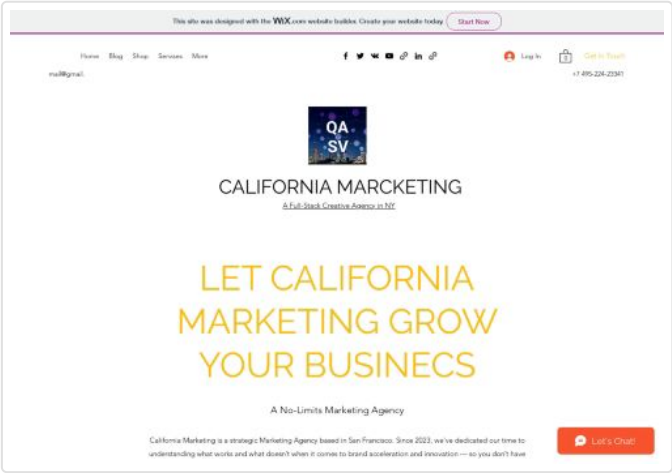 This site was designed with the WiX.com website builder. Create your website today. Start Now
Home Blog Shop Services More
Log In
Get in Touch
mail@gmail.
+7 495-224-22341
QA
SV
CALIFORNIA MARCKETING
A Full-Stack Creative Agency in NY
LET CALIFORNIA
MARKETING GROW
YOUR BUSINECS
A No-Limits Marketing Agency
California Marketing is a strategic Marketing Agency based in San Francisco. Since 2023, we've dedicated our time to
understanding what works and what doesn't when it comes to brand acceleration and innovation — so you don't have
Let's Chat!